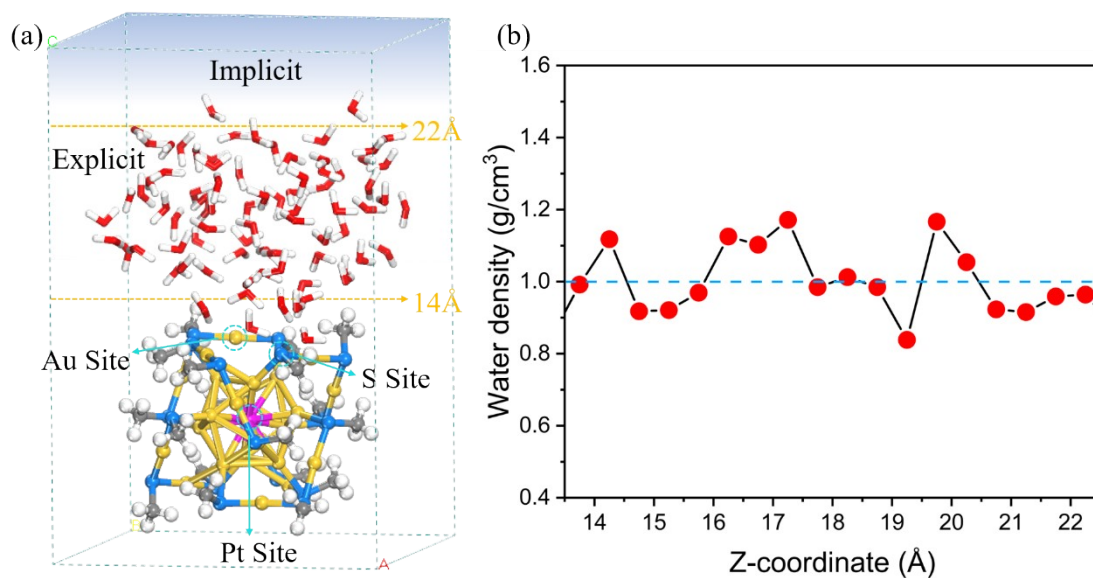 (a)
C
Implicit
22Å
Explicit
14Å
Au Site
S Site
B
A
Pt Site
(b)
Water density (g/cm³)
1.6
1.4
1.2
1.0
0.8
0.6
0.4
14 15 16 17 18 19 20 21 22
Z-coordinate (Å)